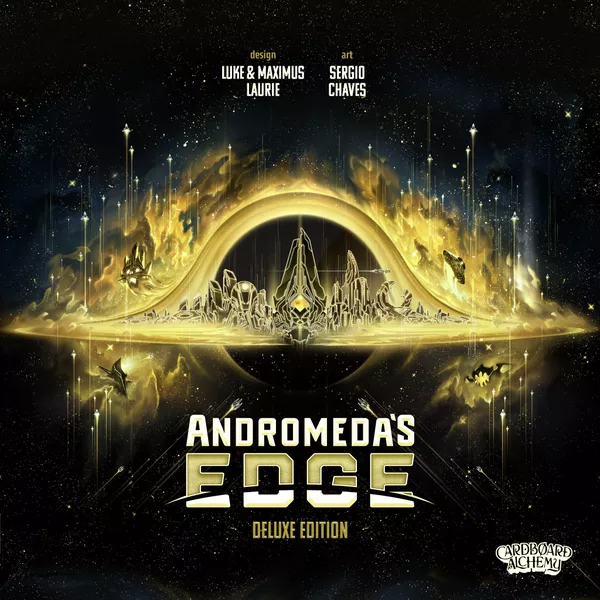 design
LUKE & MAXIMUS
LAURIE
art
SERGIO
CHAVES
ANDROMEDA'S
EDGE
DELUXE EDITION
CARDBOARD
ALCHEMY